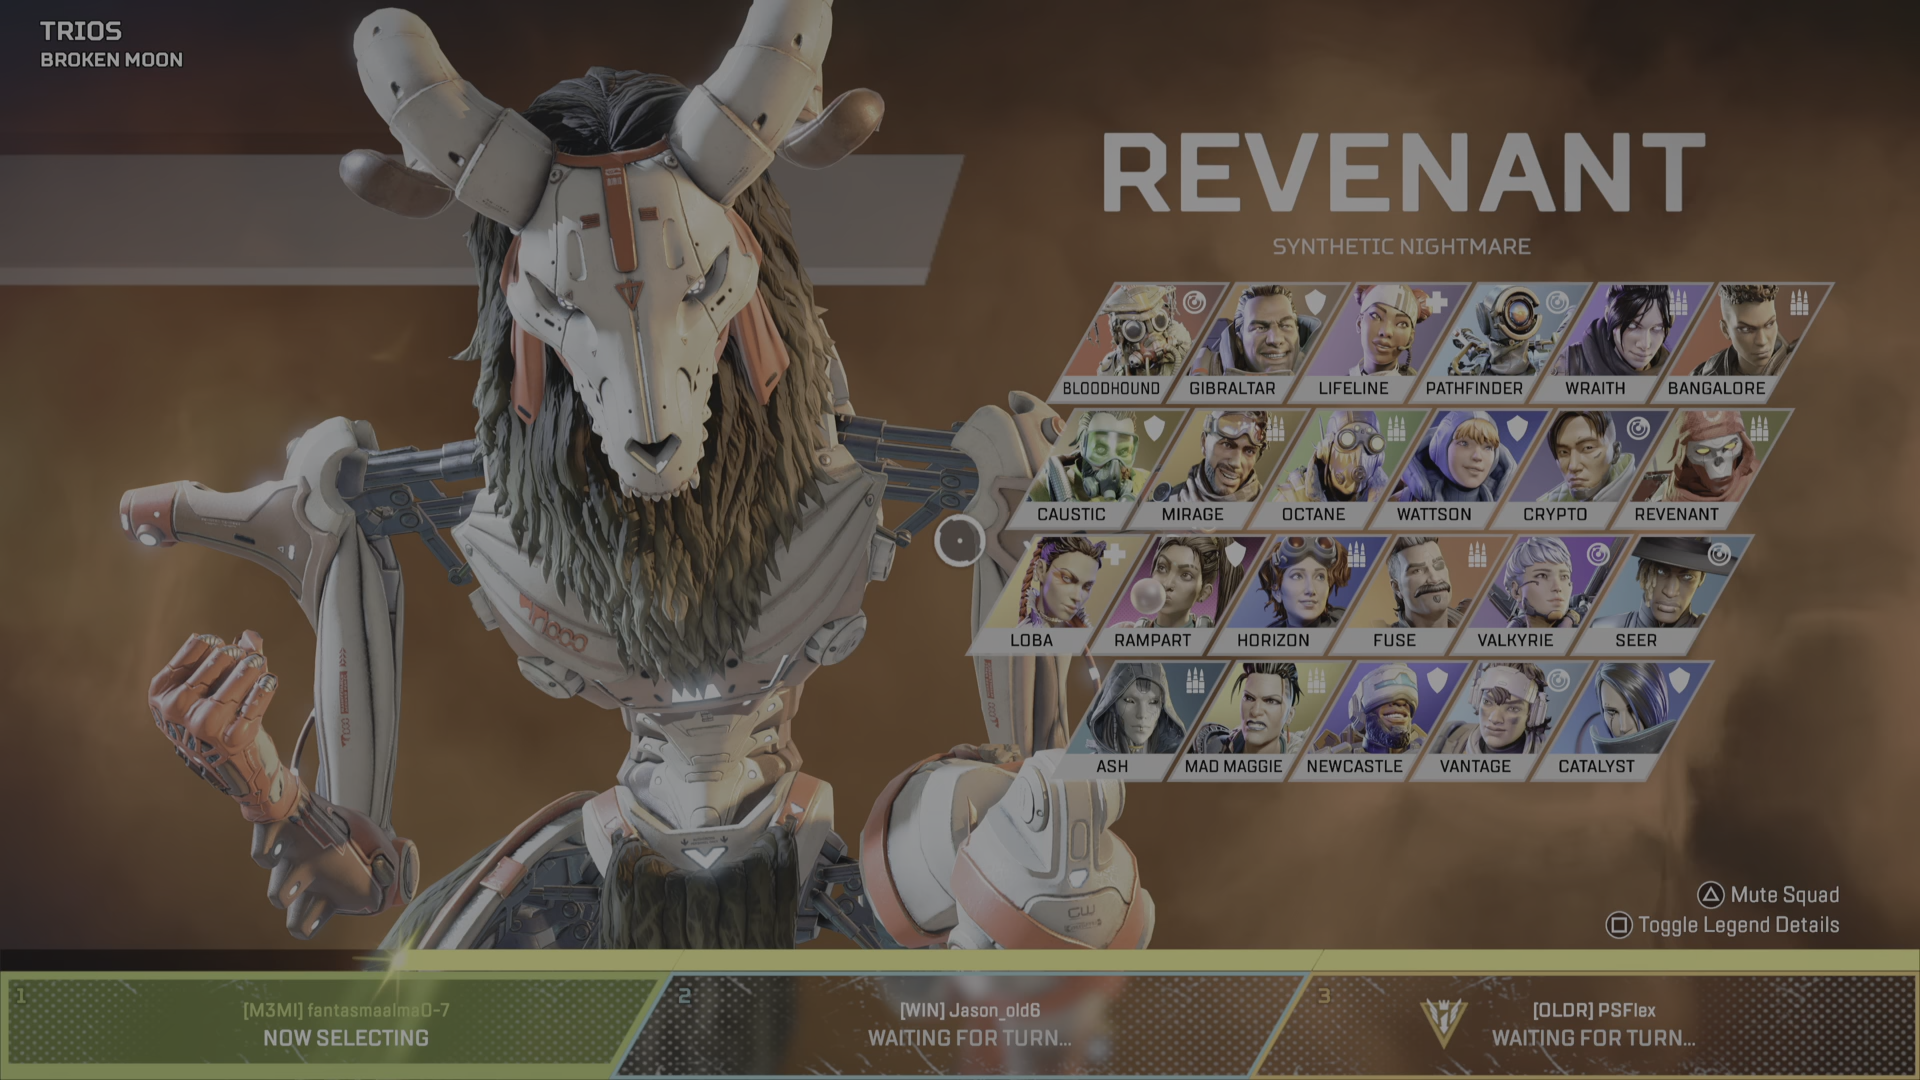 TRIOS
BROKEN MOON
REVENANT
SYNTHETIC NIGHTMARE
BLOODHOUND
GIBRALTAR
LIFELINE
PATHFINDER
WRAITH
BANGALORE
CAUSTIC
MIRAGE
OCTANE
WATTSON
CRYPTO
REVENANT
LOBA
RAMPART
HORIZON
FUSE
VALKYRIE
SEER
ASH
MAD MAGGIE
NEWCASTLE
VANTAGE
CATALYST
Mute Squad
Toggle Legend Details
1
[M3MI] fantasmaalma0-7
NOW SELECTING
2
[WIN] Jason_old6
WAITING FOR TURN...
3
[OLDR] PSFlex
WAITING FOR TURN...